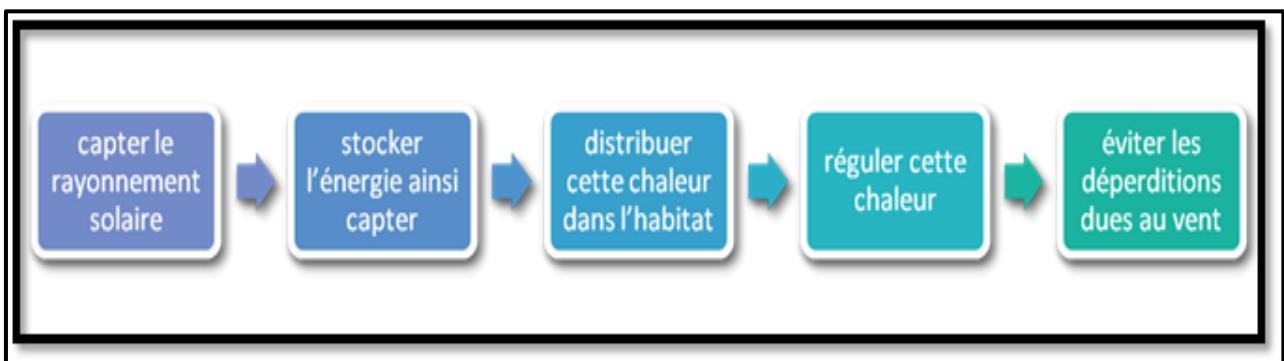 capter le
rayonnement
solaire
stocker
l'énergie ainsi
capter
distribuer
cette chaleur
dans l'habitat
réguler cette
chaleur
éviter les
déperditions
dues au vent